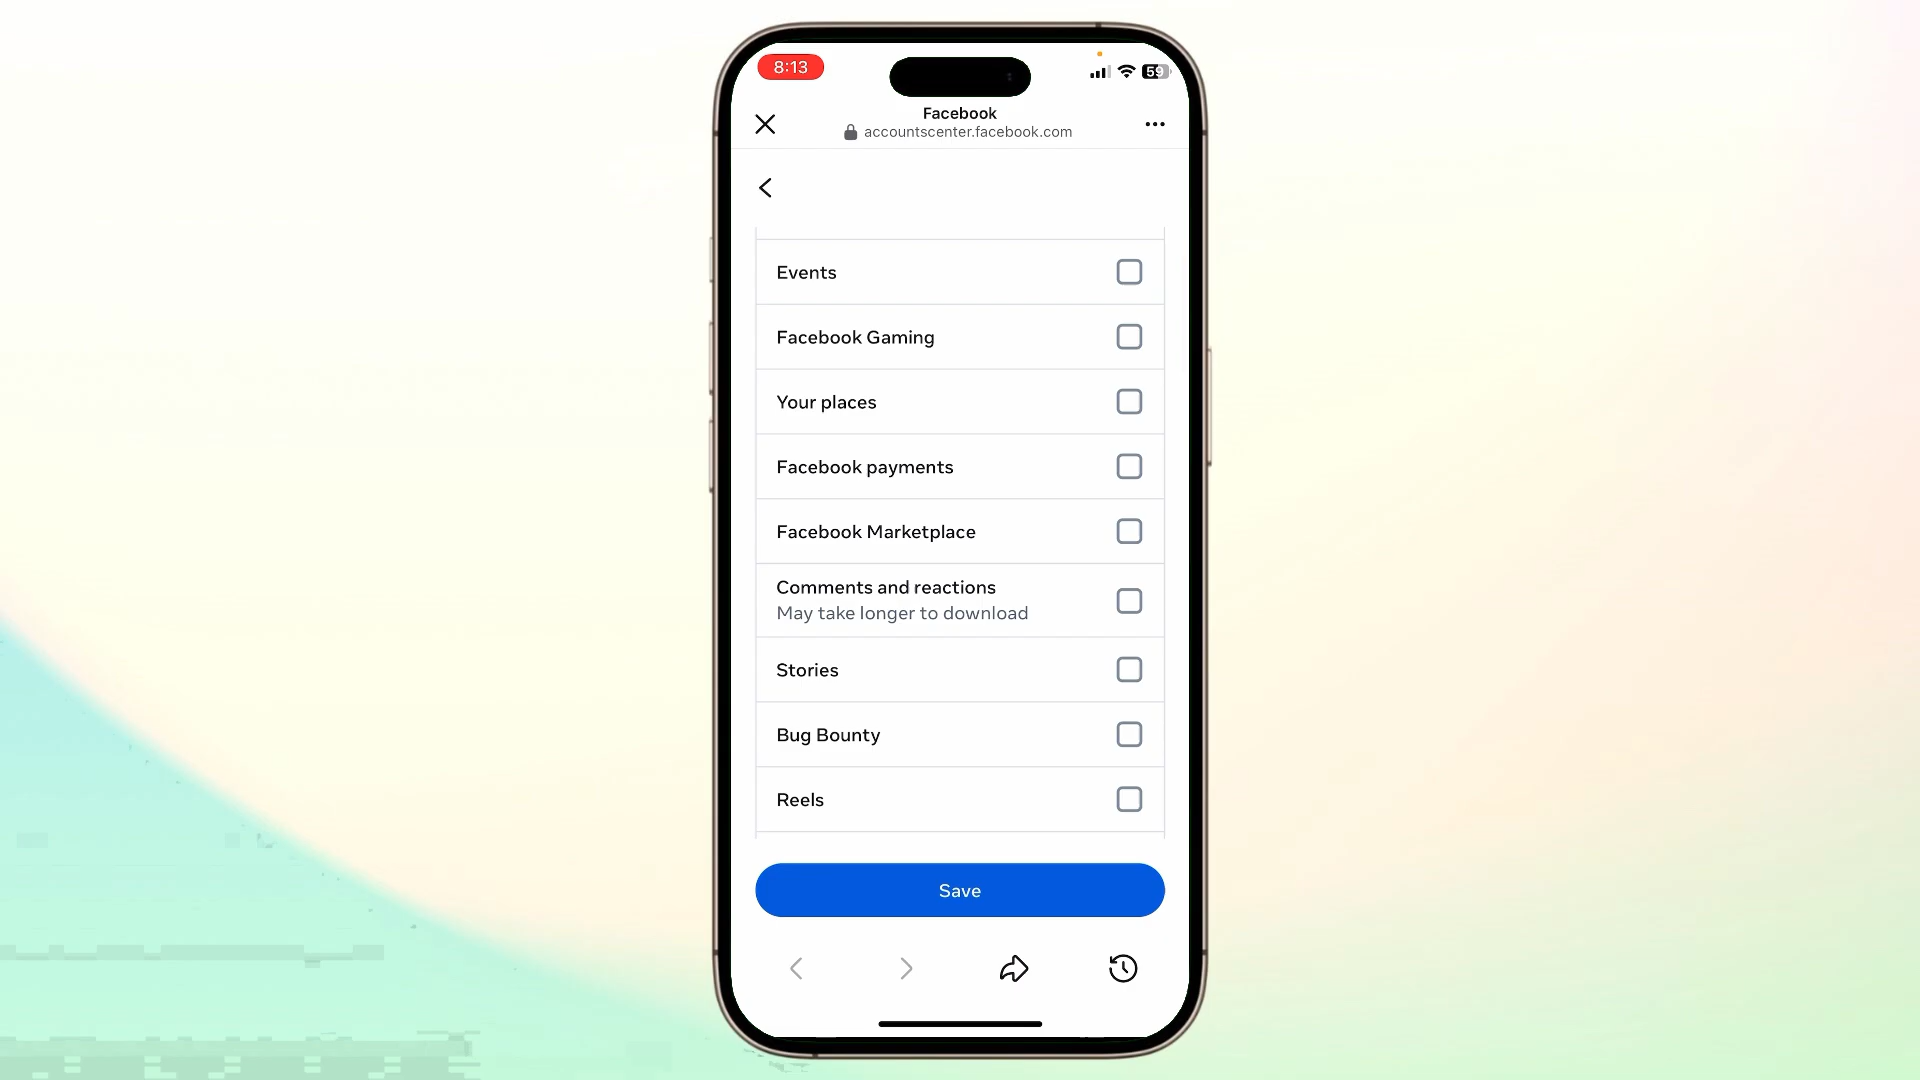 8:13
59
Facebook
accountscenter.facebook.com
Events
Facebook Gaming
Your places
Facebook payments
Facebook Marketplace
Comments and reactions
May take longer to download
Stories
Bug Bounty
Reels
Save